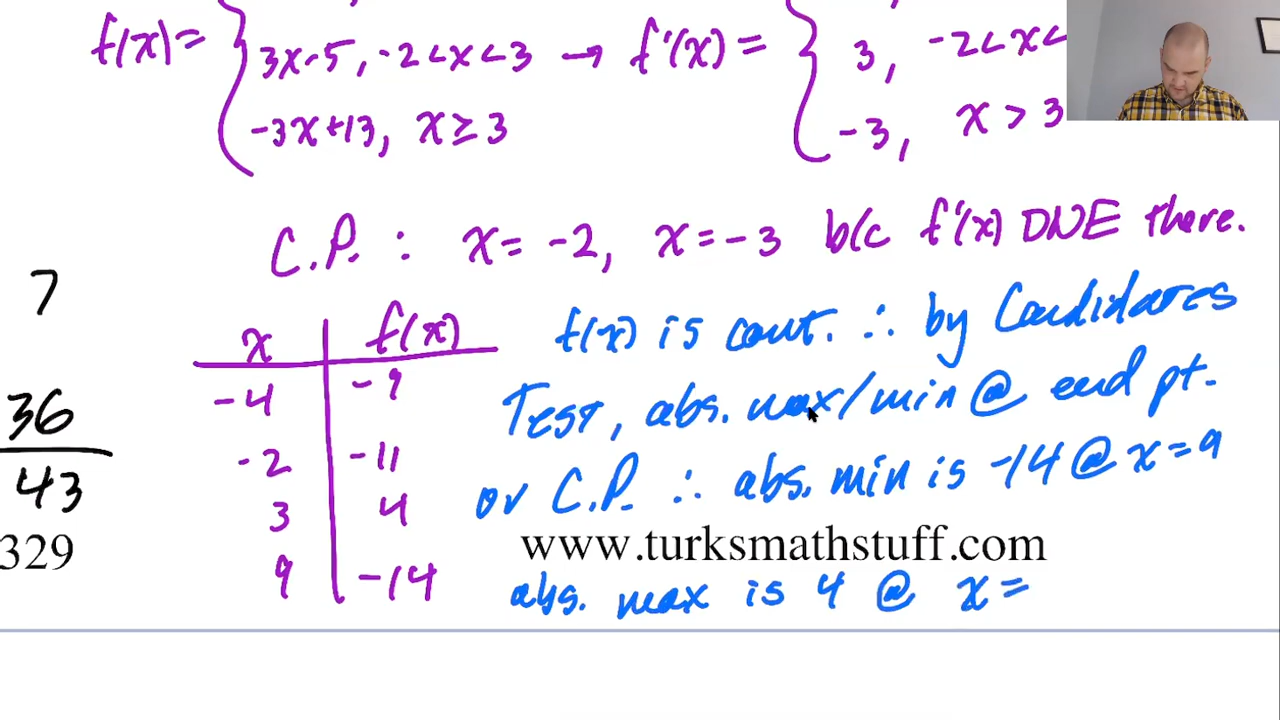 f(x) = { 3x-5, -2<x<3 → f'(x) = { 3, -2<x<
-3x+13, x ≥ 3 -3, x > 3
C.P. : x = -2, x = -3 b/c f'(x) DNE there.
7
36
43
329
x f(x)
-4 -9
-2 -11
3 4
9 -14
f(x) is cont. ∴ by Candidates
Test, abs. max/min @ end pt.
or C.P. ∴ abs. min is -14 @ x=9
www.turksmathstuff.com
abs. max is 4 @ x =